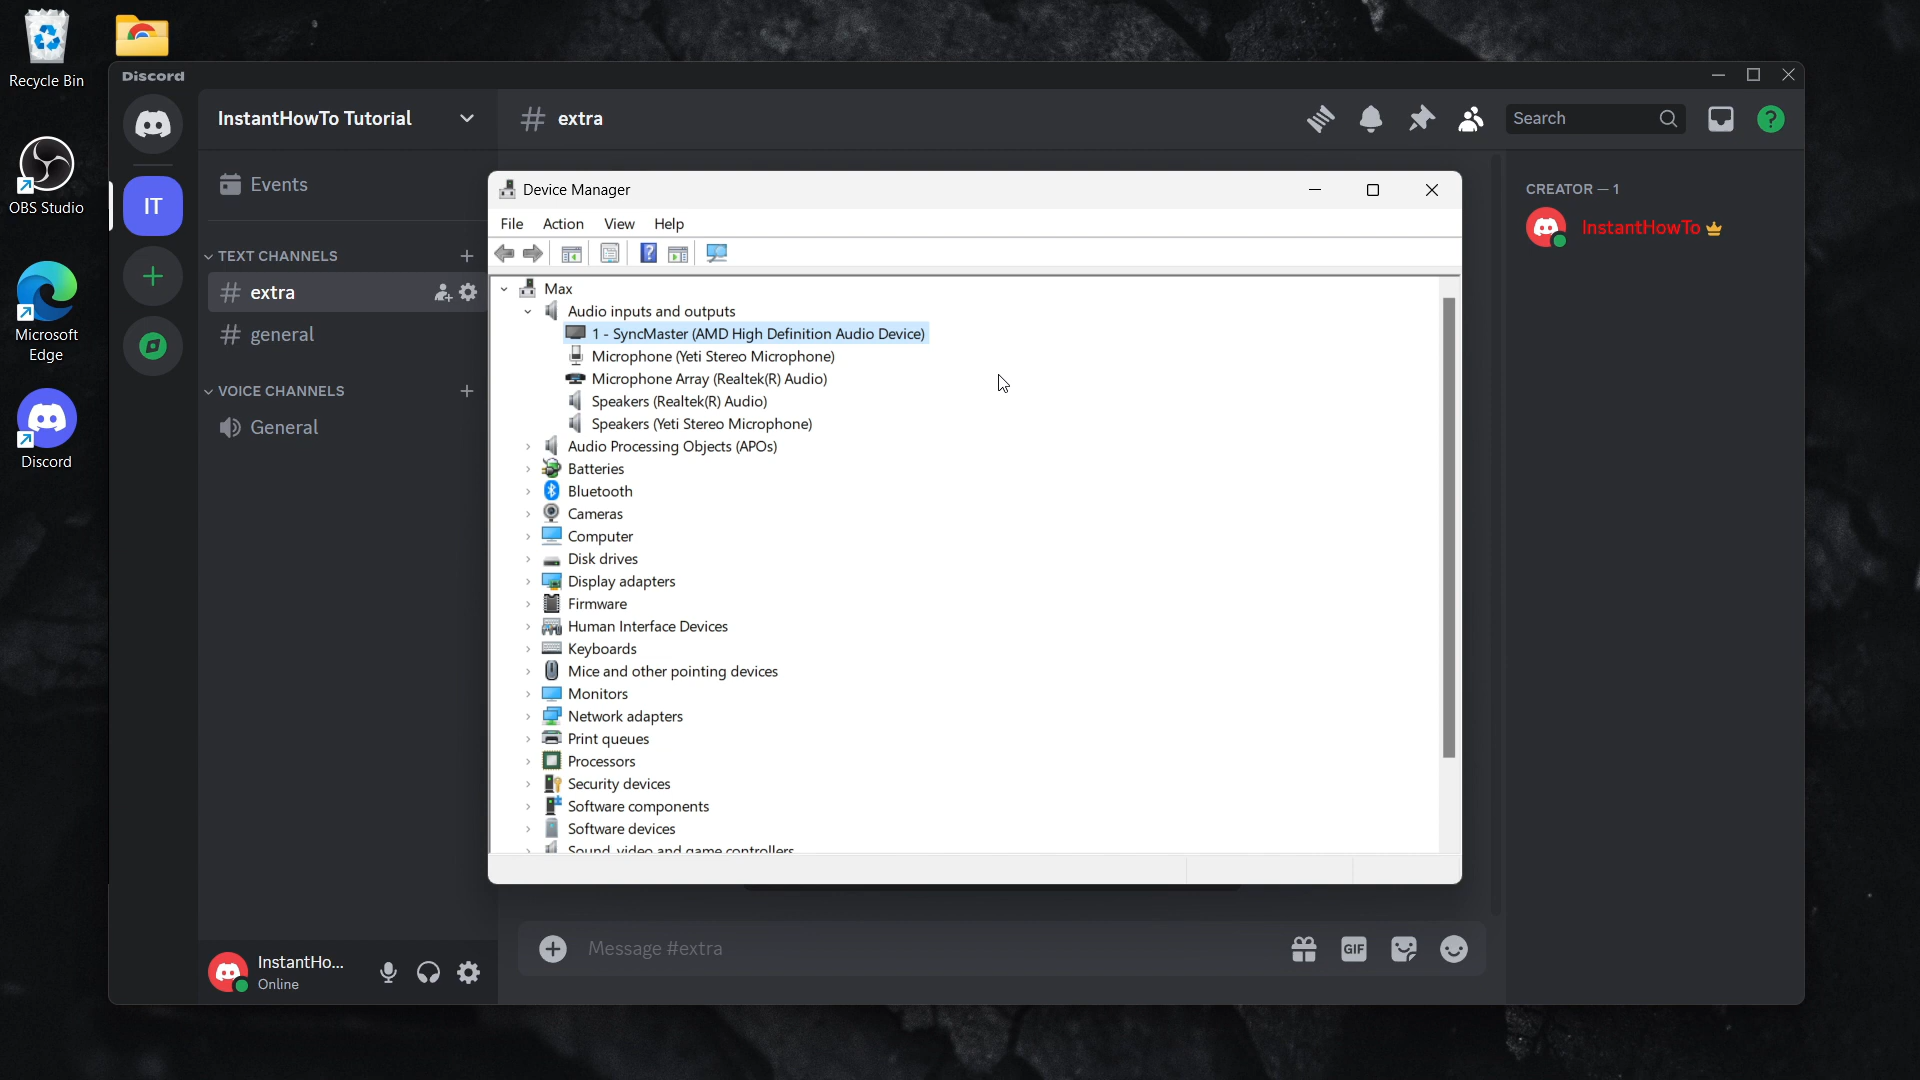 Recycle Bin
OBS Studio
Microsoft
Edge
Discord
Discord
InstantHowTo Tutorial
extra
Search
?
IT
Events
TEXT CHANNELS
extra
general
VOICE CHANNELS
General
Device Manager
File Action View Help
Max
Audio inputs and outputs
1 - SyncMaster (AMD High Definition Audio Device)
Microphone (Yeti Stereo Microphone)
Microphone Array (Realtek(R) Audio)
Speakers (Realtek(R) Audio)
Speakers (Yeti Stereo Microphone)
Audio Processing Objects (APOs)
Batteries
Bluetooth
Cameras
Computer
Disk drives
Display adapters
Firmware
Human Interface Devices
Keyboards
Mice and other pointing devices
Monitors
Network adapters
Print queues
Processors
Security devices
Software components
Software devices
Sound, video and game controllers
CREATOR — 1
InstantHowTo
Message #extra
GIF
InstantHo...
Online